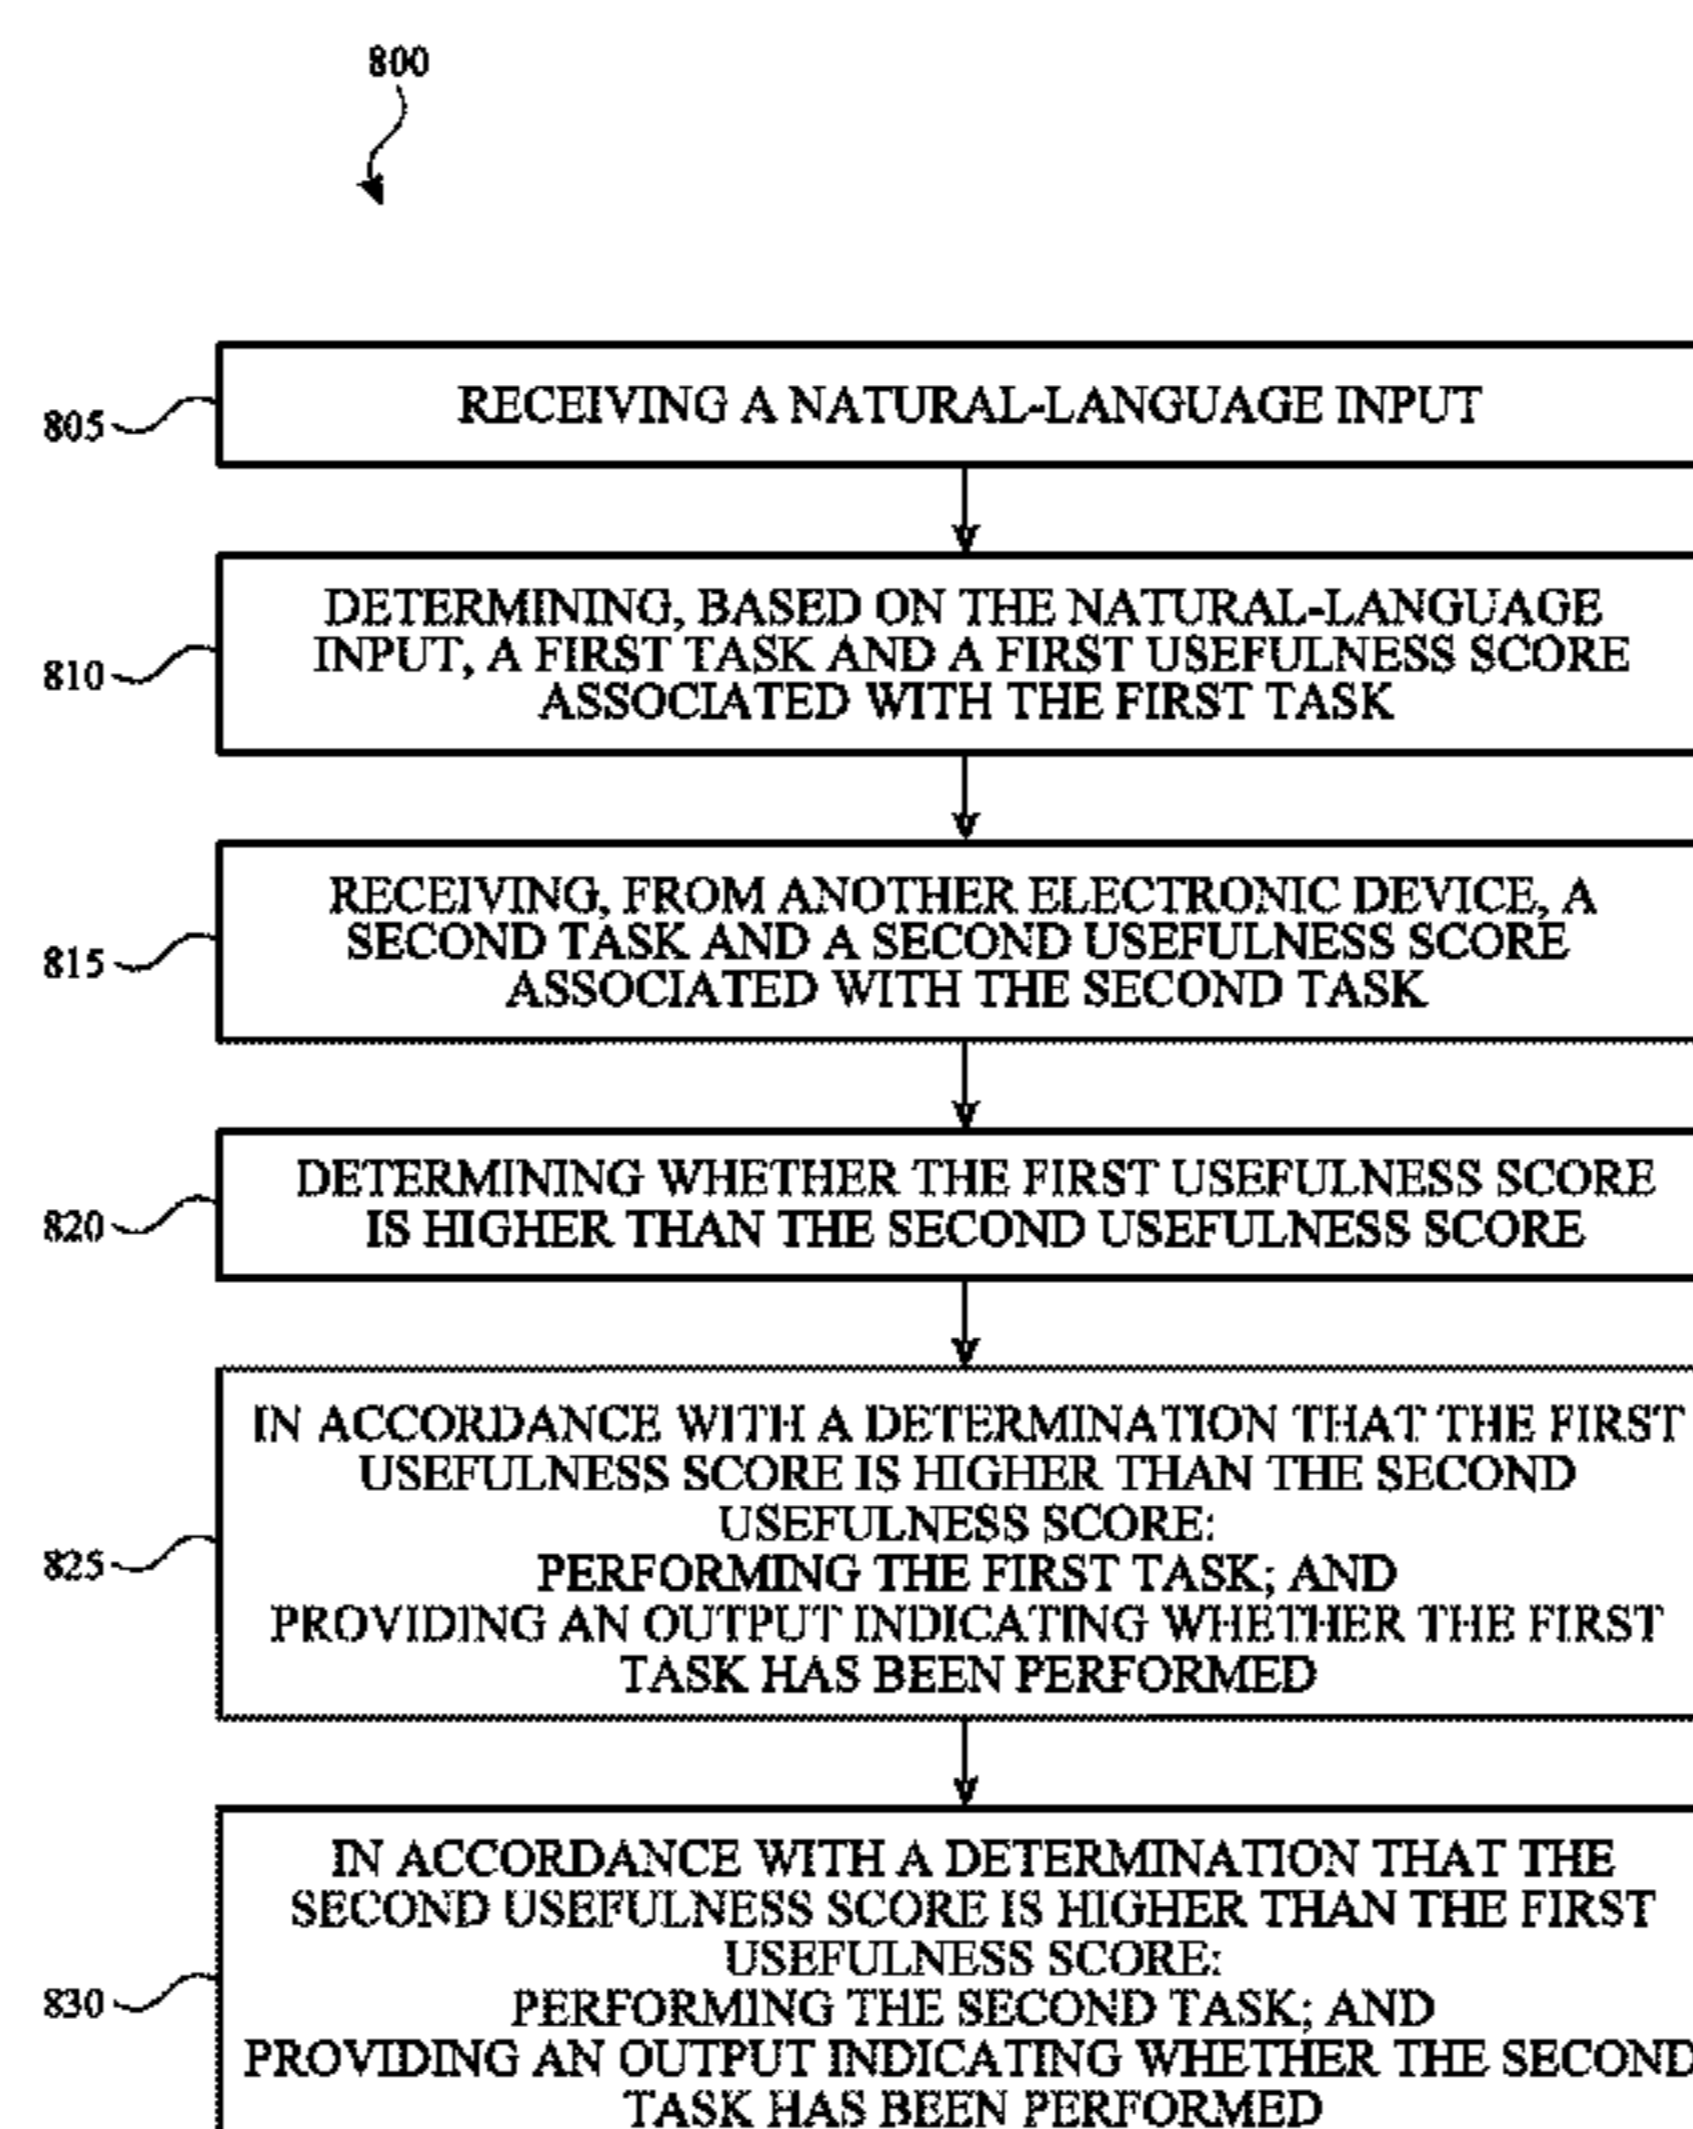 800
805
RECEIVING A NATURAL-LANGUAGE INPUT
810
DETERMINING, BASED ON THE NATURAL-LANGUAGE
INPUT, A FIRST TASK AND A FIRST USEFULNESS SCORE
ASSOCIATED WITH THE FIRST TASK
815
RECEIVING, FROM ANOTHER ELECTRONIC DEVICE, A
SECOND TASK AND A SECOND USEFULNESS SCORE
ASSOCIATED WITH THE SECOND TASK
820
DETERMINING WHETHER THE FIRST USEFULNESS SCORE
IS HIGHER THAN THE SECOND USEFULNESS SCORE
825
IN ACCORDANCE WITH A DETERMINATION THAT THE FIRST
USEFULNESS SCORE IS HIGHER THAN THE SECOND
USEFULNESS SCORE:
PERFORMING THE FIRST TASK; AND
PROVIDING AN OUTPUT INDICATING WHETHER THE FIRST
TASK HAS BEEN PERFORMED
830
IN ACCORDANCE WITH A DETERMINATION THAT THE
SECOND USEFULNESS SCORE IS HIGHER THAN THE FIRST
USEFULNESS SCORE:
PERFORMING THE SECOND TASK; AND
PROVIDING AN OUTPUT INDICATING WHETHER THE SECOND
TASK HAS BEEN PERFORMED